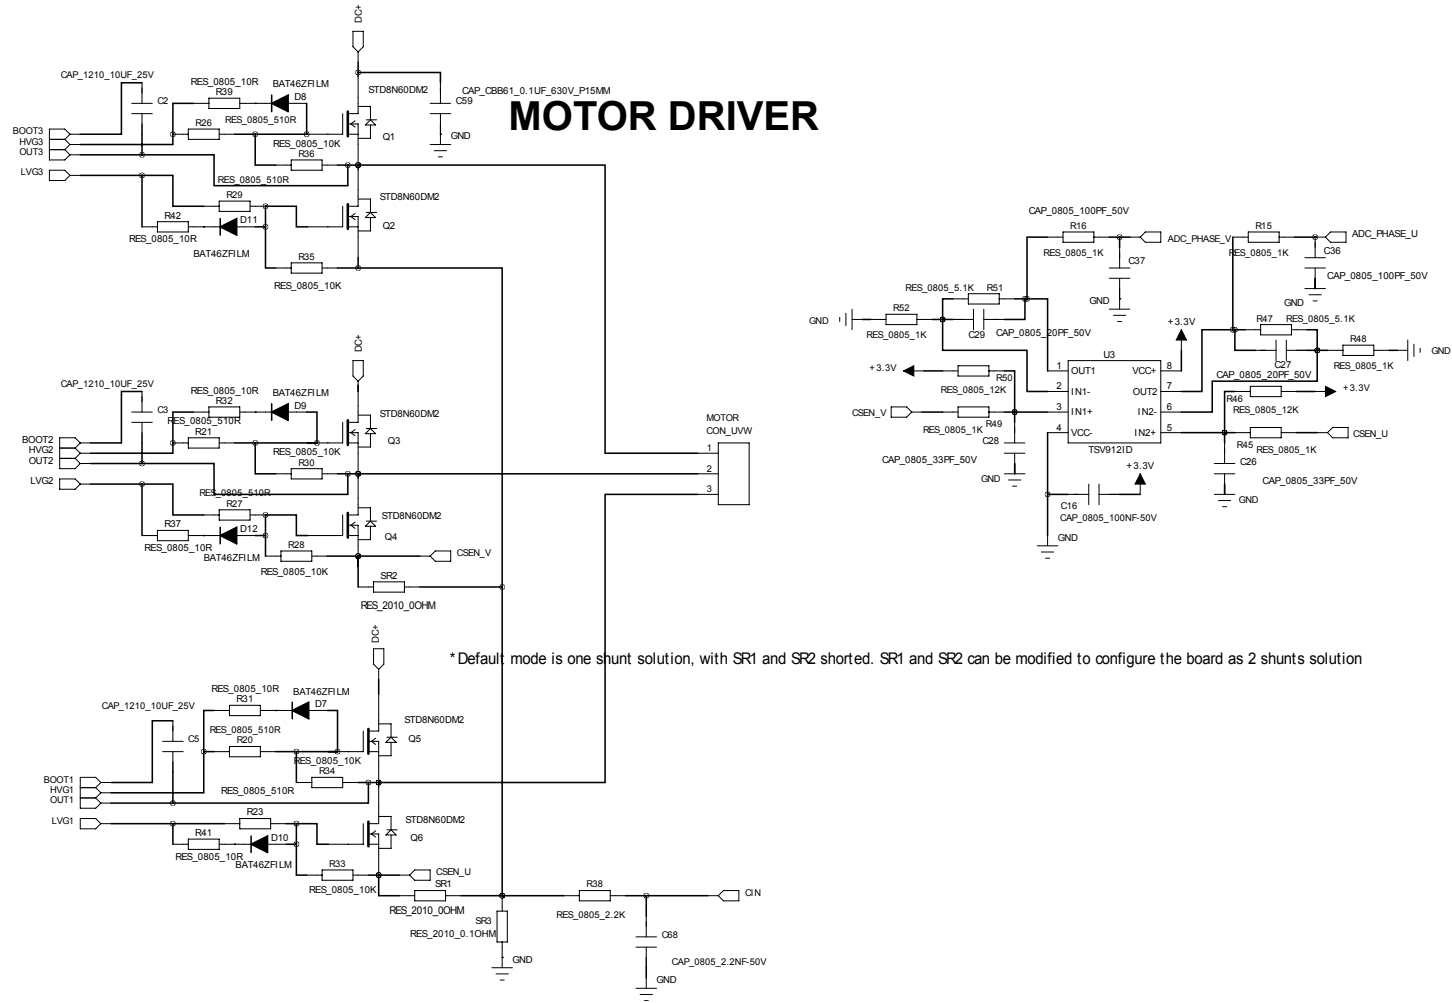 MOTOR DRIVER
DC+
CAP_1210_10UF_25V
C2
RES_0805_10R
R39
BAT46ZFILM
D8
RES_0805_510R
R26
STD8N60DM2
Q1
CAP_CBB61_0.1UF_630V_P15MM
C59
GND
BOOT3
HVG3
OUT3
LVG3
RES_0805_10K
R36
RES_0805_510R
R29
STD8N60DM2
Q2
R42
RES_0805_10R
D11
BAT46ZFILM
R35
RES_0805_10K
DC+
CAP_1210_10UF_25V
C3
RES_0805_10R
R32
BAT46ZFILM
D9
RES_0805_510R
R21
STD8N60DM2
Q3
BOOT2
HVG2
OUT2
LVG2
RES_0805_10K
R30
RES_0805_510R
R27
STD8N60DM2
Q4
R37
RES_0805_10R
D12
BAT46ZFILM
R28
RES_0805_10K
CSEN_V
SR2
RES_2010_0OHM
MOTOR
CON_UVW
1
2
3
*Default mode is one shunt solution, with SR1 and SR2 shorted. SR1 and SR2 can be modified to configure the board as 2 shunts solution
DC+
CAP_1210_10UF_25V
C5
RES_0805_10R
R31
BAT46ZFILM
D7
RES_0805_510R
R20
STD8N60DM2
Q5
BOOT1
HVG1
OUT1
LVG1
RES_0805_10K
R34
RES_0805_510R
R23
STD8N60DM2
Q6
R41
RES_0805_10R
D10
BAT46ZFILM
R33
RES_0805_10K
CSEN_U
SR1
RES_2010_0OHM
SR3
RES_2010_0.1OHM
GND
R38
RES_0805_2.2K
CIN
C68
CAP_0805_2.2NF-50V
GND
CAP_0805_100PF_50V
R16
RES_0805_1K
ADC_PHASE_V
C37
GND
R15
RES_0805_1K
ADC_PHASE_U
C36
CAP_0805_100PF_50V
GND
GND
R52
RES_0805_1K
RES_0805_5.1K
R51
C29
CAP_0805_20PF_50V
+3.3V
R50
RES_0805_12K
CSEN_V
R49
RES_0805_1K
C28
CAP_0805_33PF_50V
GND
U3
1
OUT1
2
IN1-
3
IN1+
4
VCC-
VCC+
8
OUT2
7
IN2-
6
IN2+
5
TSV912ID
+3.3V
R47
RES_0805_5.1K
C27
CAP_0805_20PF_50V
R48
RES_0805_1K
GND
R46
RES_0805_12K
+3.3V
R45
RES_0805_1K
CSEN_U
C26
CAP_0805_33PF_50V
GND
+3.3V
C16
CAP_0805_100NF-50V
GND